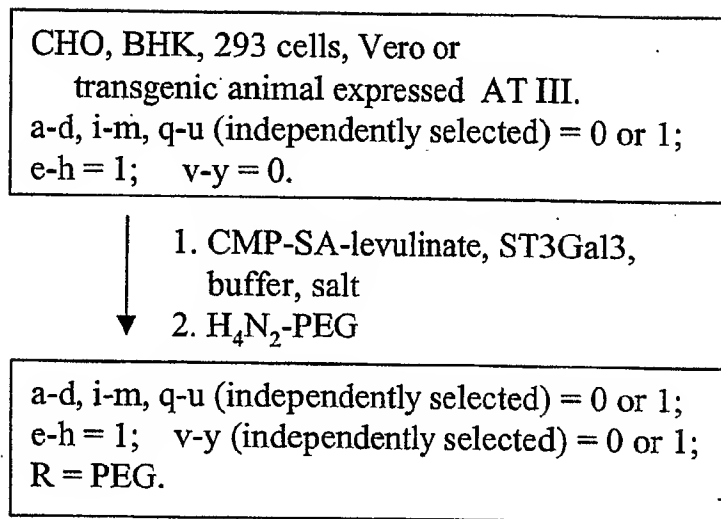 CHO, BHK, 293 cells, Vero or
transgenic animal expressed AT III.
a-d, i-m, q-u (independently selected) = 0 or 1;
e-h = 1; v-y = 0.
1. CMP-SA-levulinate, ST3Gal3,
buffer, salt
2. H₄N₂-PEG
a-d, i-m, q-u (independently selected) = 0 or 1;
e-h = 1; v-y (independently selected) = 0 or 1;
R = PEG.